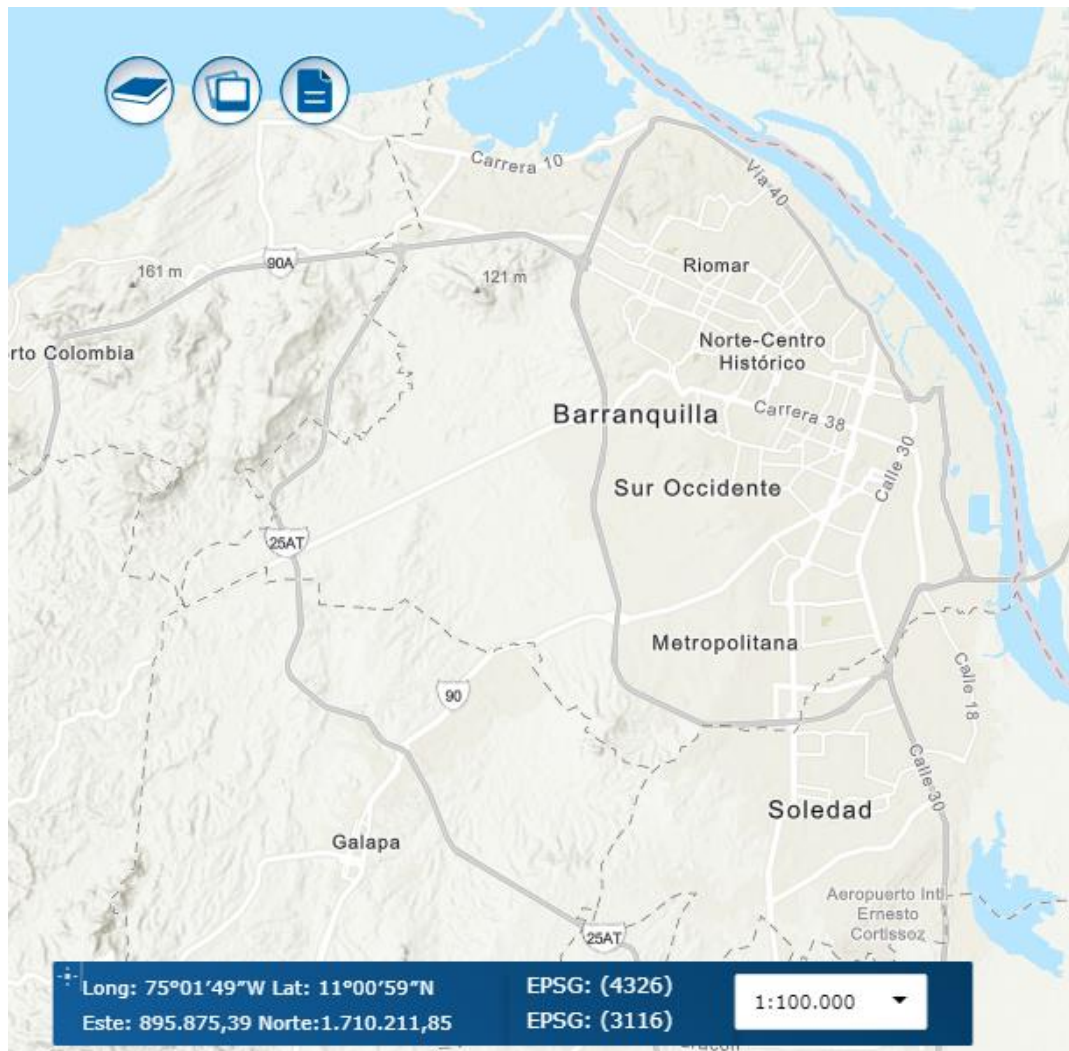 Carrera 10
Vía 40
90A
161 m
121 m
Riomar
rto Colombia
Norte-Centro
Histórico
Barranquilla
Carrera 38
Calle 30
Sur Occidente
25AT
Metropolitana
90
Calle 18
Calle 30
Soledad
Galapa
Aeropuerto Intl.
Ernesto
Cortissoz
25AT
Long: 75°01’49”W Lat: 11°00’59”N
EPSG: (4326)
1:100.000
Este: 895.875,39 Norte:1.710.211,85
EPSG: (3116)